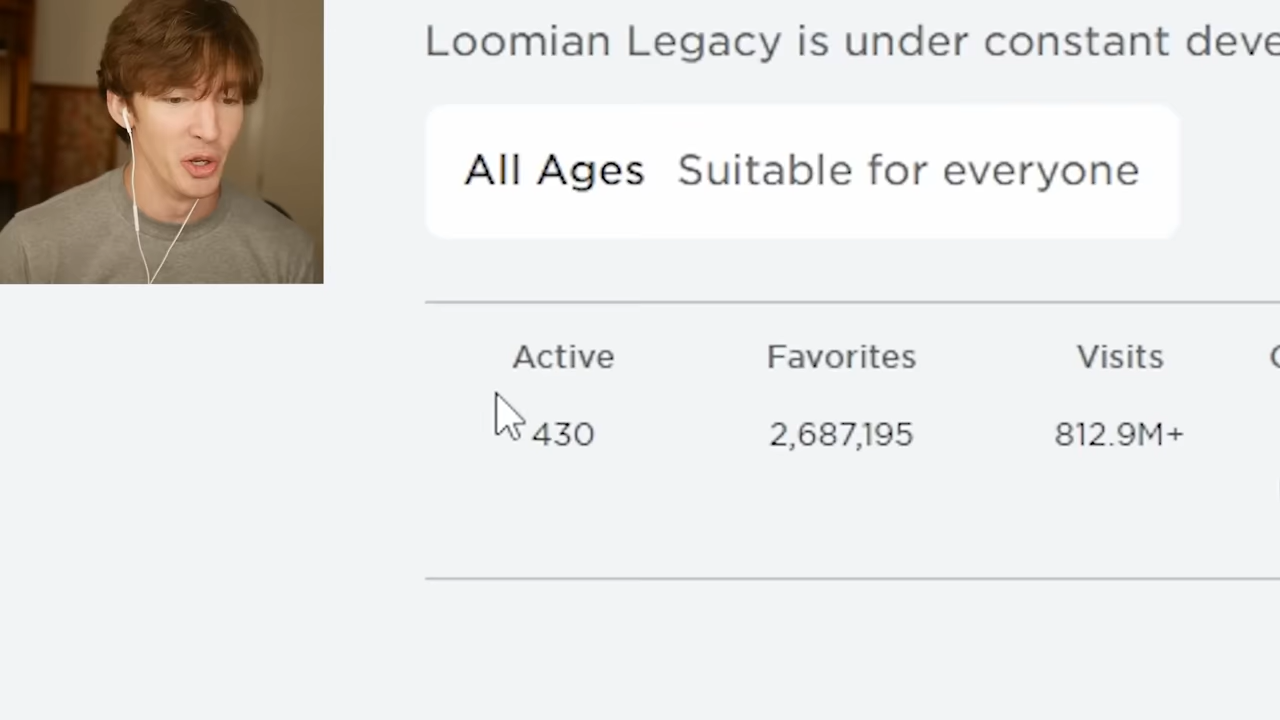 Loomian Legacy is under constant
All Ages Suitable for everyone
Active Favorites Visits
430 2,687,195 812.9M+